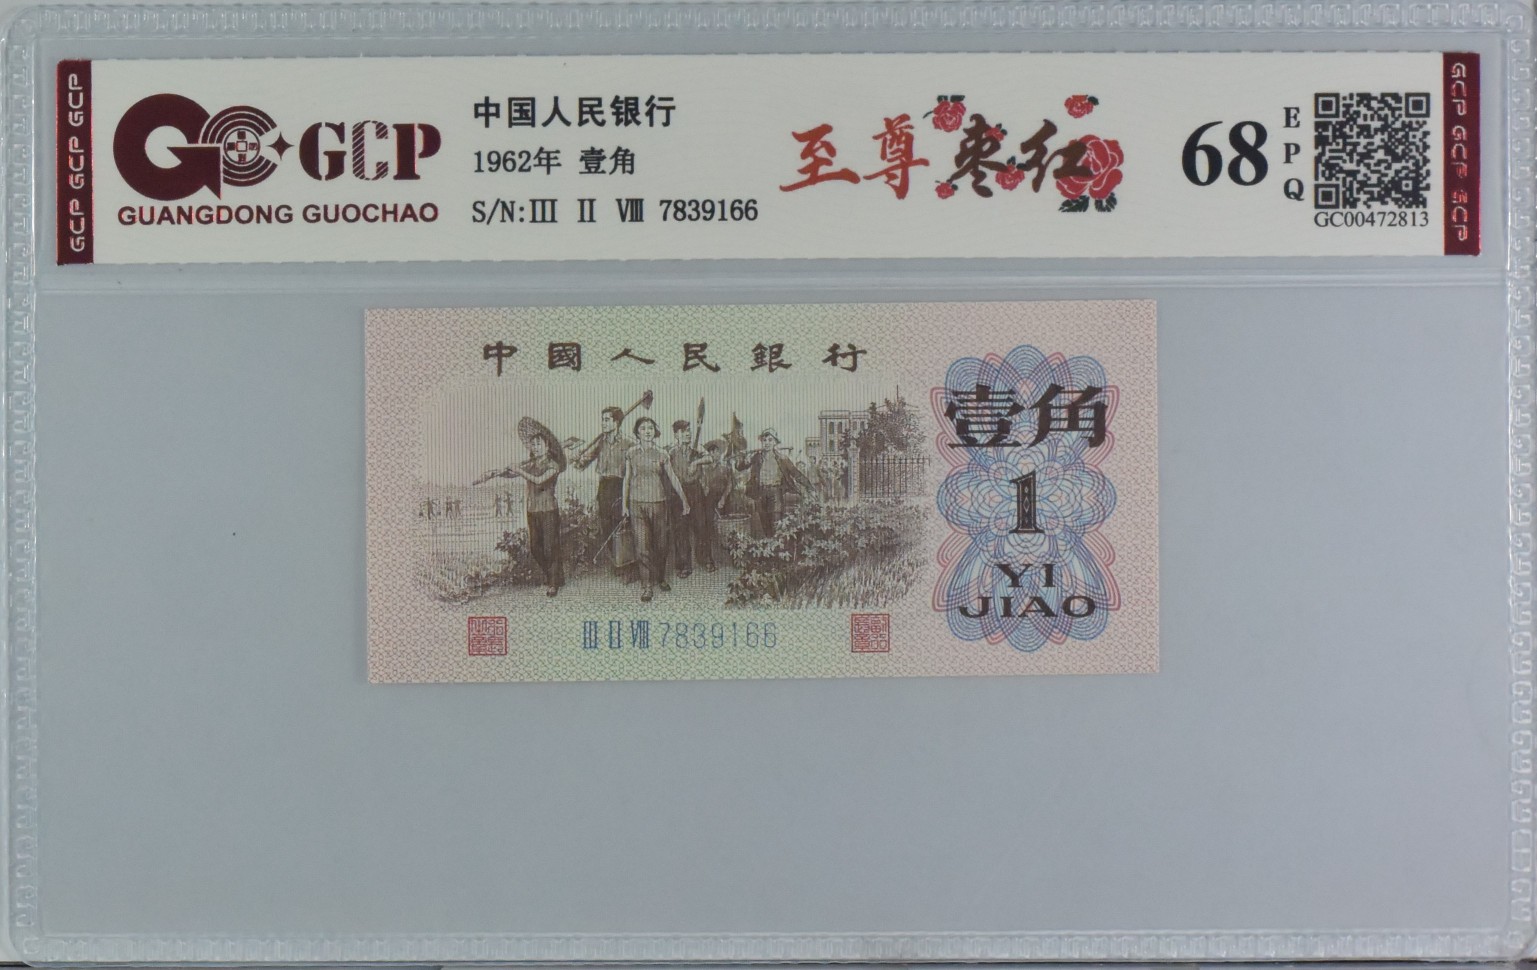 GCP GCP GCP
GCP
GUANGDONG GUOCHAO
中国人民银行
1962年 壹角
S/N:III II VIII 7839166
至尊枣红
68
EPQ
GC00472813
GCP GCP GCP
中國人民銀行
壹角
1
YI
JIAO
III II VIII 7839166